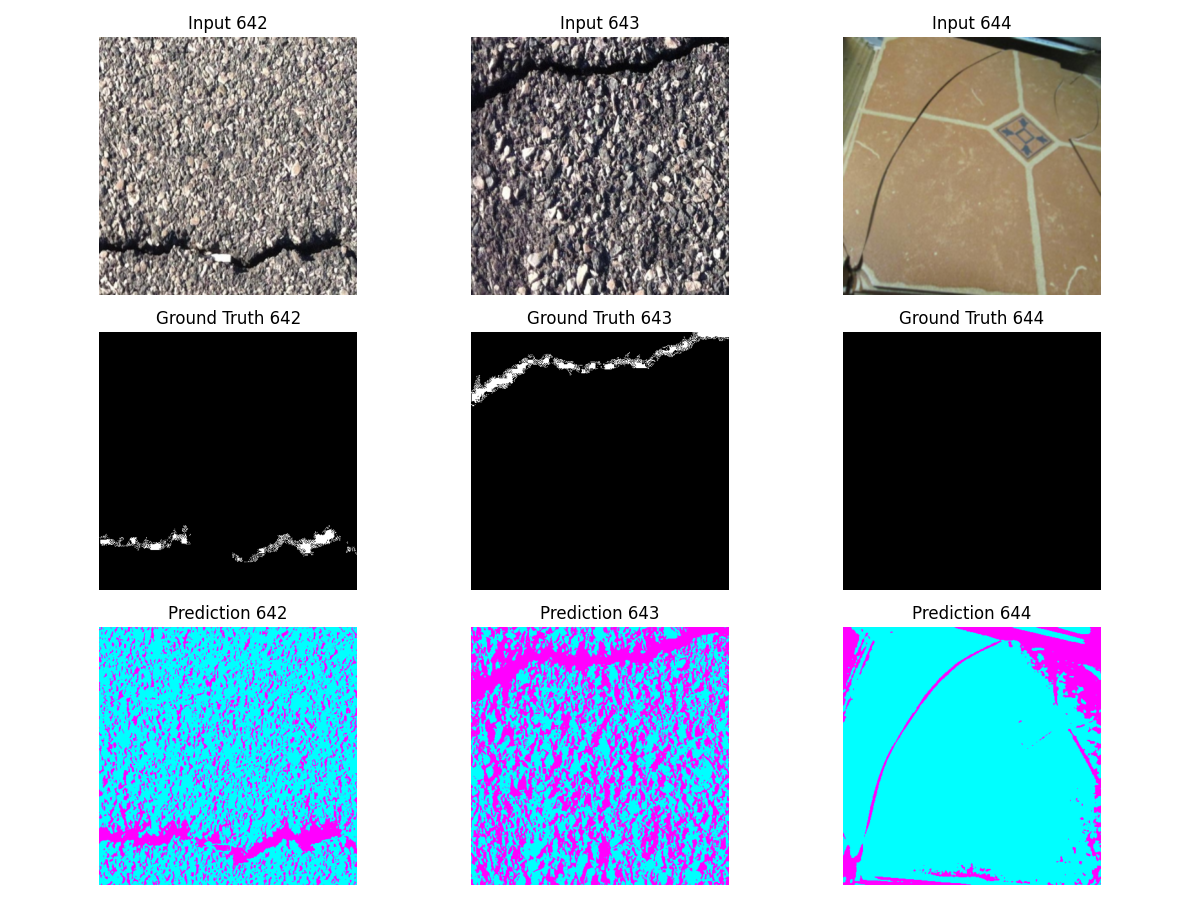 Input 642
Input 643
Input 644
Ground Truth 642
Ground Truth 643
Ground Truth 644
Prediction 642
Prediction 643
Prediction 644